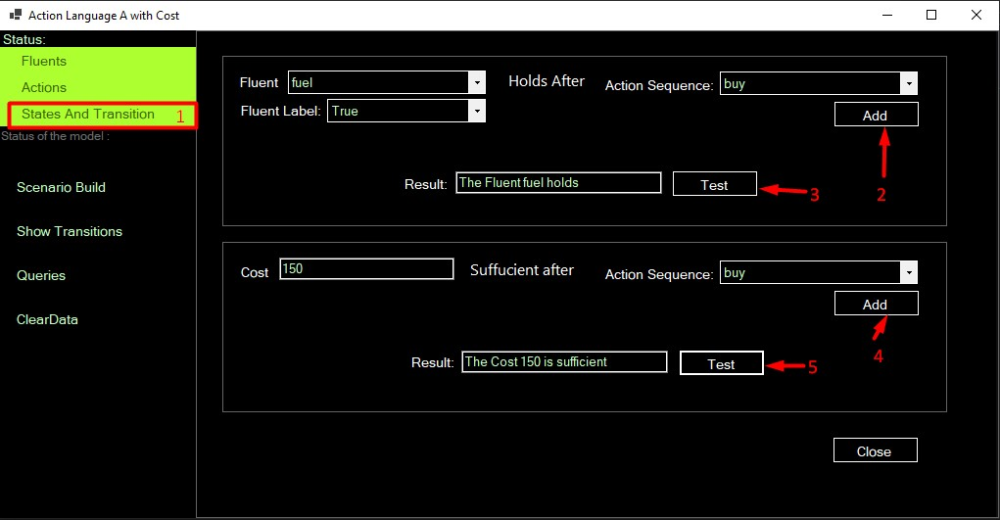 Action Language A with Cost
Status:
Fluents
Actions
States And Transition 1
Status of the model :
Scenario Build
Show Transitions
Queries
ClearData
Fluent fuel Holds After Action Sequence: buy
Fluent Label: True Add
2
Result: The Fluent fuel holds Test 3
Cost 150 Suffucient after Action Sequence: buy
Add
4
Result: The Cost 150 is sufficient Test 5
Close